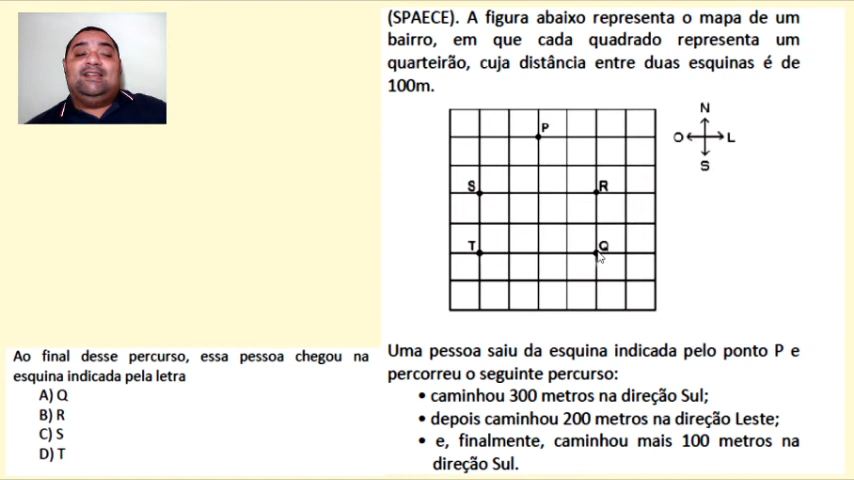 (SPAECE). A figura abaixo representa o mapa de um
bairro, em que cada quadrado representa um
quarteirão, cuja distância entre duas esquinas é de
100m.
N
P
O
L
S
S
R
T
Q
Uma pessoa saiu da esquina indicada pelo ponto P e
percorreu o seguinte percurso:
• caminhou 300 metros na direção Sul;
• depois caminhou 200 metros na direção Leste;
• e, finalmente, caminhou mais 100 metros na
direção Sul.
Ao final desse percurso, essa pessoa chegou na
esquina indicada pela letra
A) Q
B) R
C) S
D) T